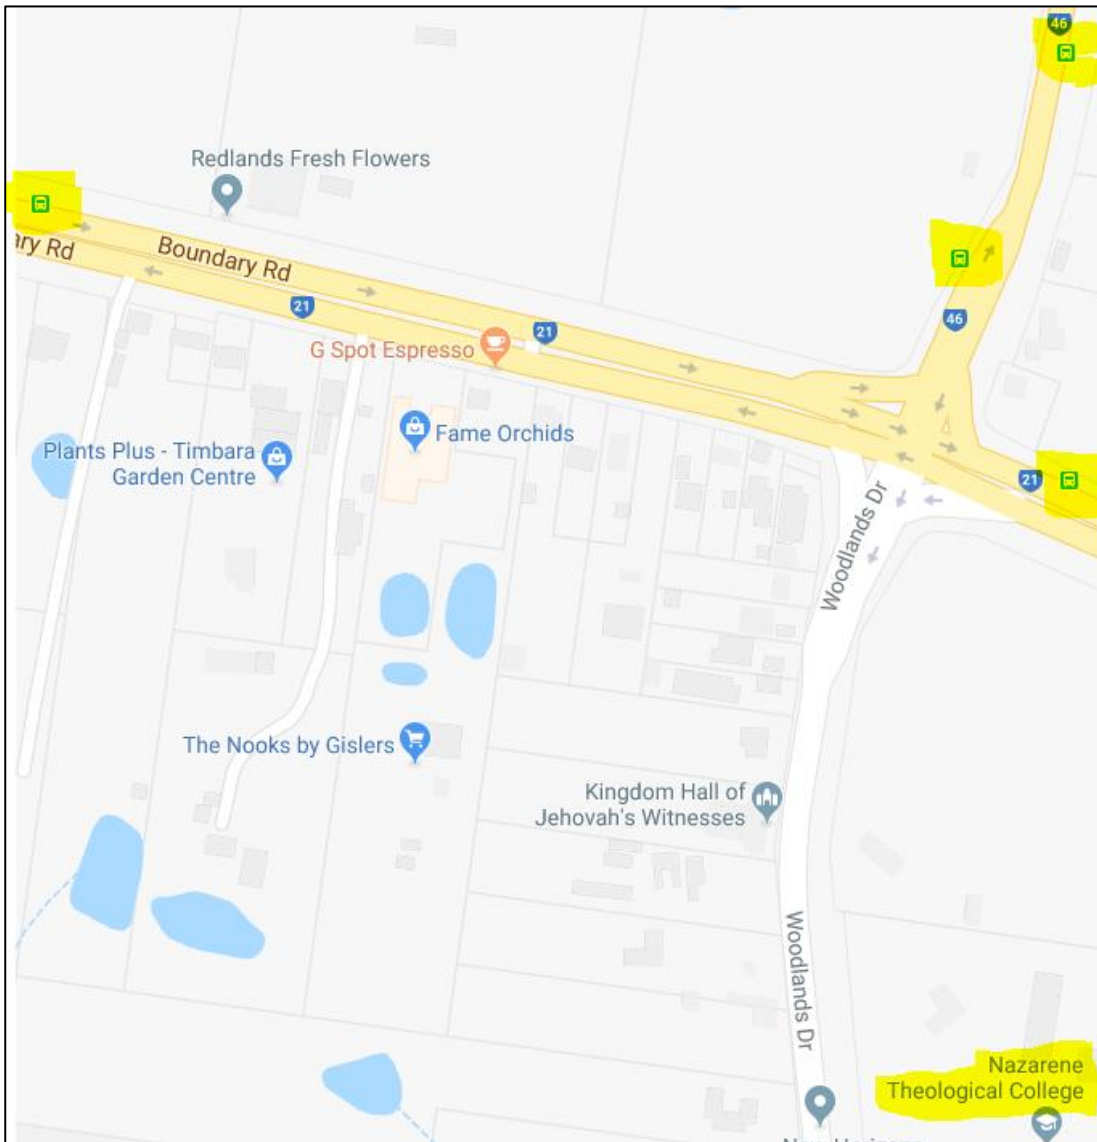 46
Redlands Fresh Flowers
ary Rd
Boundary Rd
21
21
46
G Spot Espresso
Fame Orchids
Plants Plus - Timbara
Garden Centre
21
Woodlands Dr
The Nooks by Gislers
Kingdom Hall of
Jehovah's Witnesses
Woodlands Dr
Nazarene
Theological College